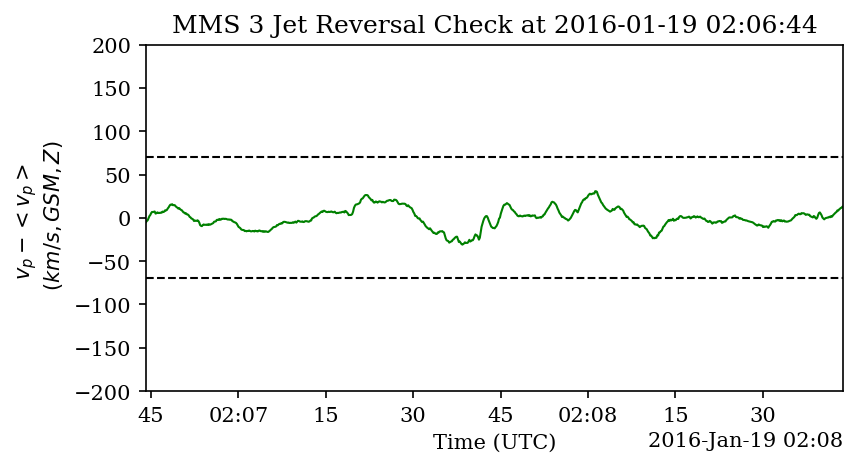 MMS 3 Jet Reversal Check at 2016-01-19 02:06:44
200
150
100
50
0
−50
−100
−150
−200
v_p − < v_p >
(km/s, GSM, Z)
45 02:07 15 30 45 02:08 15 30
Time (UTC)
2016-Jan-19 02:08